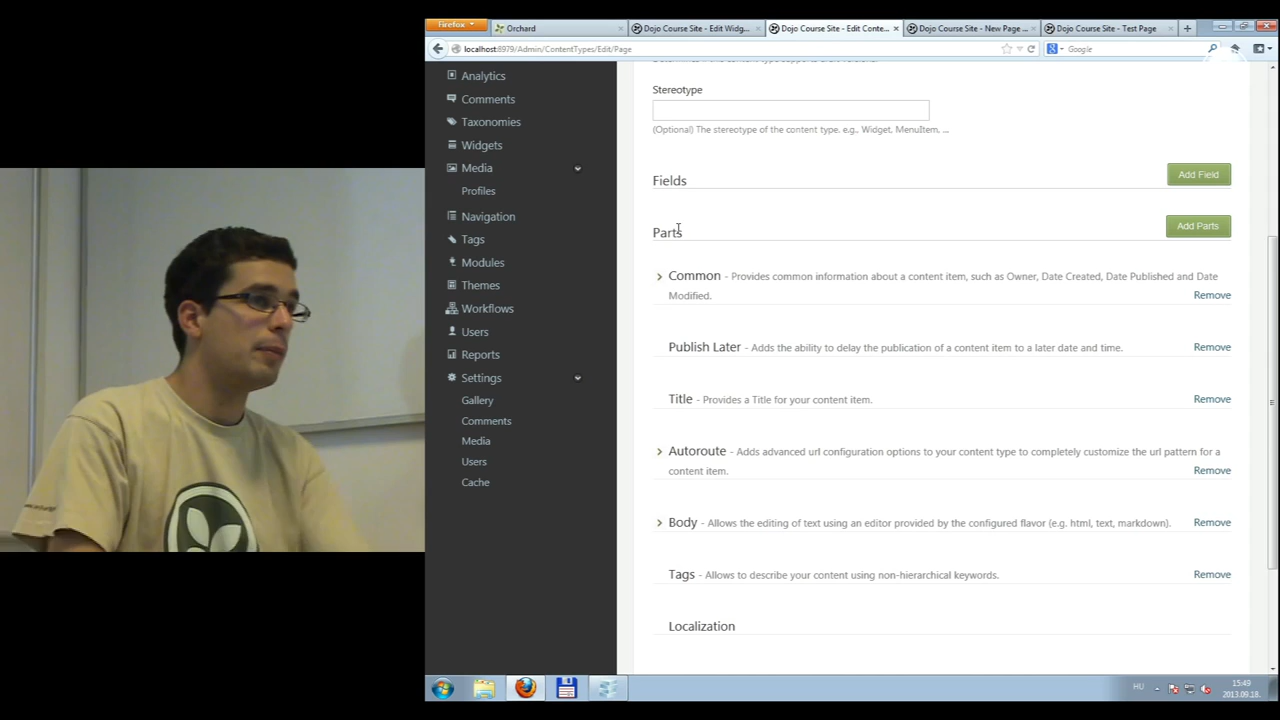 Firefox
Orchard
Dojo Course Site - Edit Widg...
Dojo Course Site - Edit Conte...
Dojo Course Site - New Page ...
Dojo Course Site - Test Page
localhost:8979/Admin/ContentTypes/Edit/Page
Google
Analytics
Comments
Taxonomies
Widgets
Media
Profiles
Navigation
Tags
Modules
Themes
Workflows
Users
Reports
Settings
Gallery
Comments
Media
Users
Cache
Stereotype
(Optional) The stereotype of the content type. e.g., Widget, MenuItem, ...
Fields
Add Field
Parts
Add Parts
Common - Provides common information about a content item, such as Owner, Date Created, Date Published and Date
Modified.
Remove
Publish Later - Adds the ability to delay the publication of a content item to a later date and time.
Remove
Title - Provides a Title for your content item.
Remove
Autoroute - Adds advanced url configuration options to your content type to completely customize the url pattern for a
content item.
Remove
Body - Allows the editing of text using an editor provided by the configured flavor (e.g. html, text, markdown).
Remove
Tags - Allows to describe your content using non-hierarchical keywords.
Remove
Localization
HU
15:49
2013.09.18.